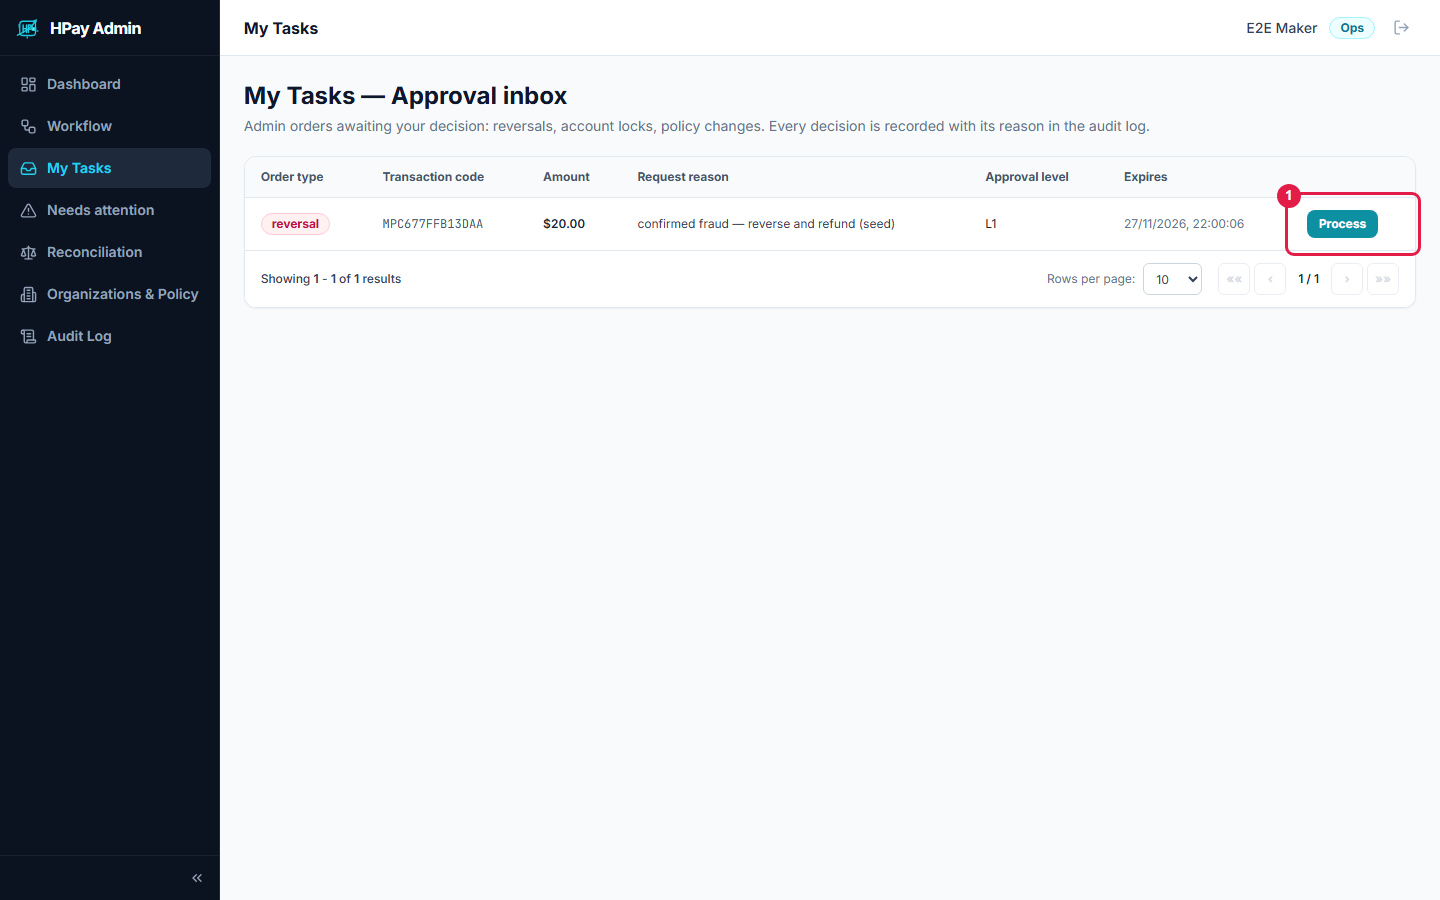 HPay Admin
My Tasks
E2E Maker
Ops
Dashboard
Workflow
My Tasks
Needs attention
Reconciliation
Organizations & Policy
Audit Log
My Tasks — Approval inbox
Admin orders awaiting your decision: reversals, account locks, policy changes. Every decision is recorded with its reason in the audit log.
Order type Transaction code Amount Request reason Approval level Expires
1
reversal MPC677FFB13DAA $20.00 confirmed fraud — reverse and refund (seed) L1 27/11/2026, 22:00:06 Process
Showing 1 - 1 of 1 results Rows per page: 10 «« ‹ 1 / 1 › »»
«